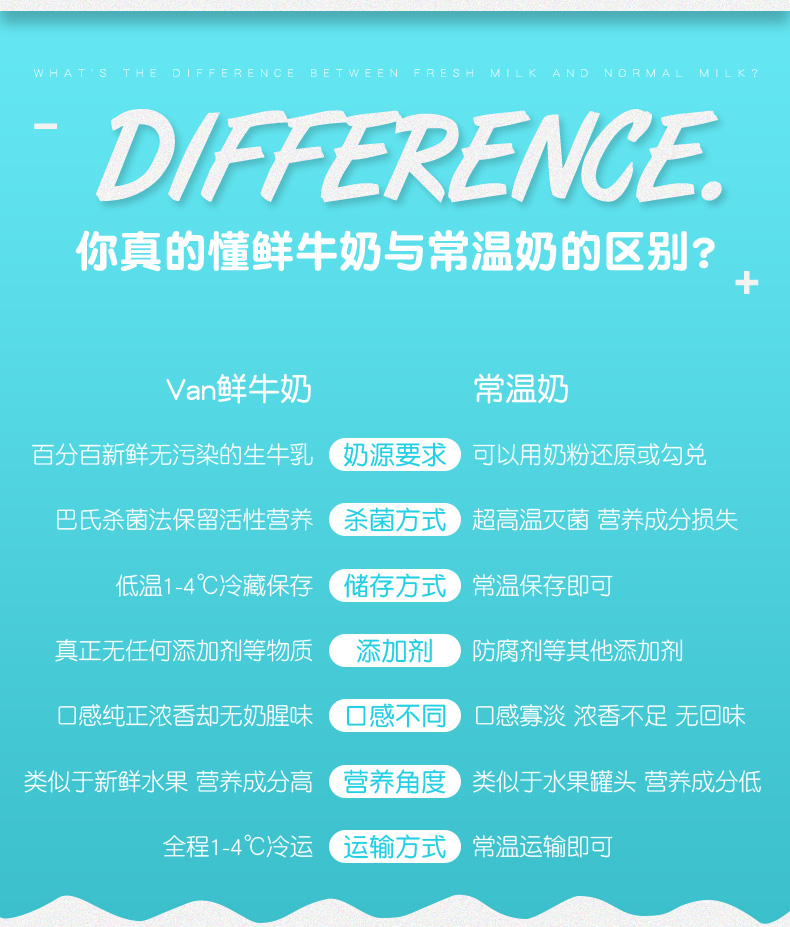 WHAT'S THE DIFFERENCE BETWEEN FRESH MILK AND NORMAL MILK?
DIFFERENCE.
你真的懂鲜牛奶与常温奶的区别?
Van鲜牛奶 常温奶
百分百新鲜无污染的生牛乳 奶源要求 可以用奶粉还原或勾兑
巴氏杀菌法保留活性营养 杀菌方式 超高温灭菌 营养成分损失
低温1-4℃冷藏保存 储存方式 常温保存即可
真正无任何添加剂等物质 添加剂 防腐剂等其他添加剂
口感纯正浓香却无奶腥味 口感不同 口感寡淡 浓香不足 无回味
类似于新鲜水果 营养成分高 营养角度 类似于水果罐头 营养成分低
全程1-4℃冷运 运输方式 常温运输即可